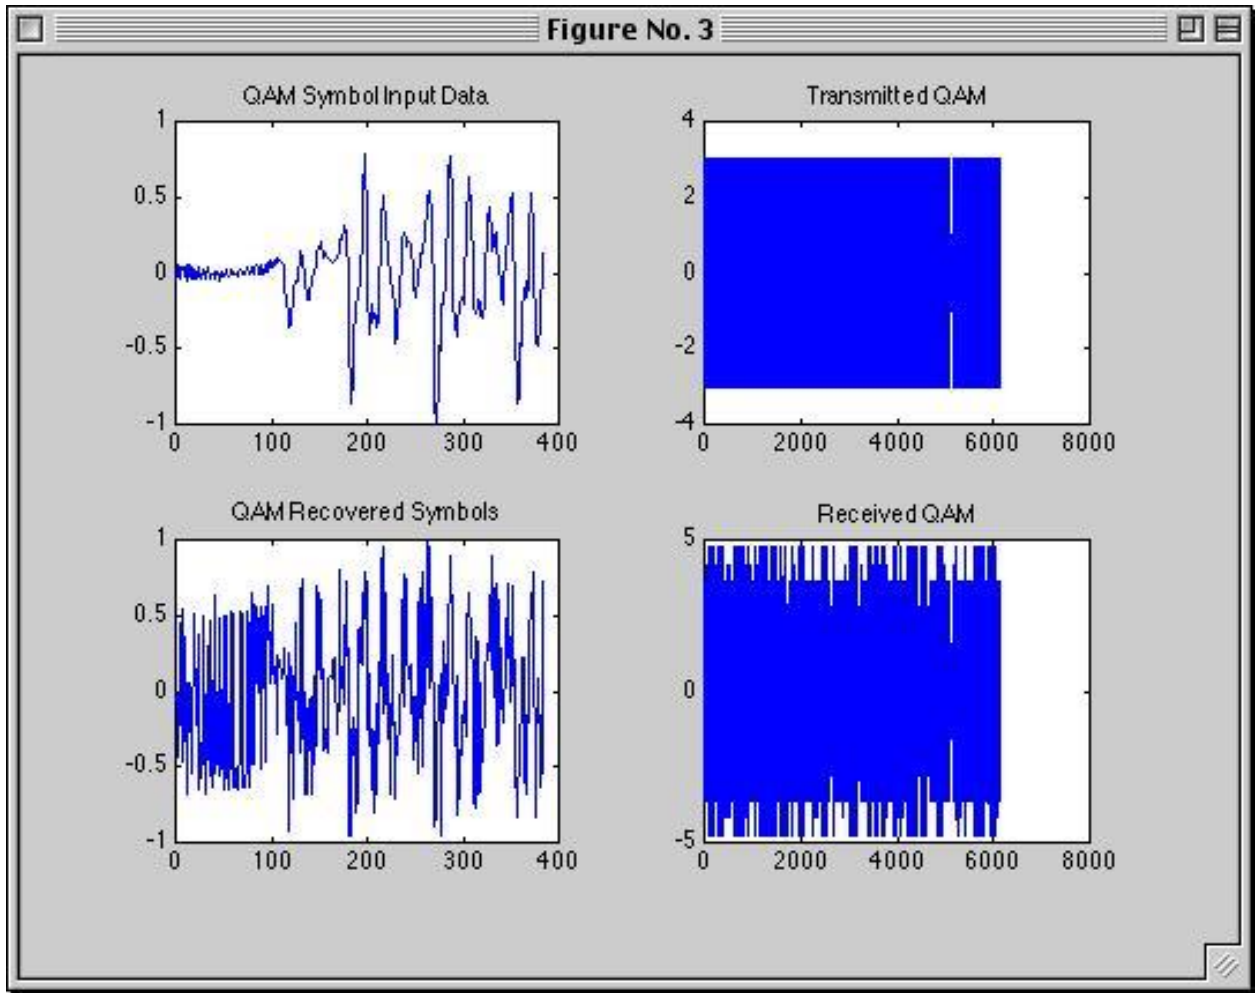 Figure No. 3
QAM Symbol Input Data
1
0.5
0
-0.5
-1
0 100 200 300 400
Transmitted QAM
4
2
0
-2
-4
0 2000 4000 6000 8000
QAM Recovered Symbols
1
0.5
0
-0.5
-1
0 100 200 300 400
Received QAM
5
0
-5
0 2000 4000 6000 8000